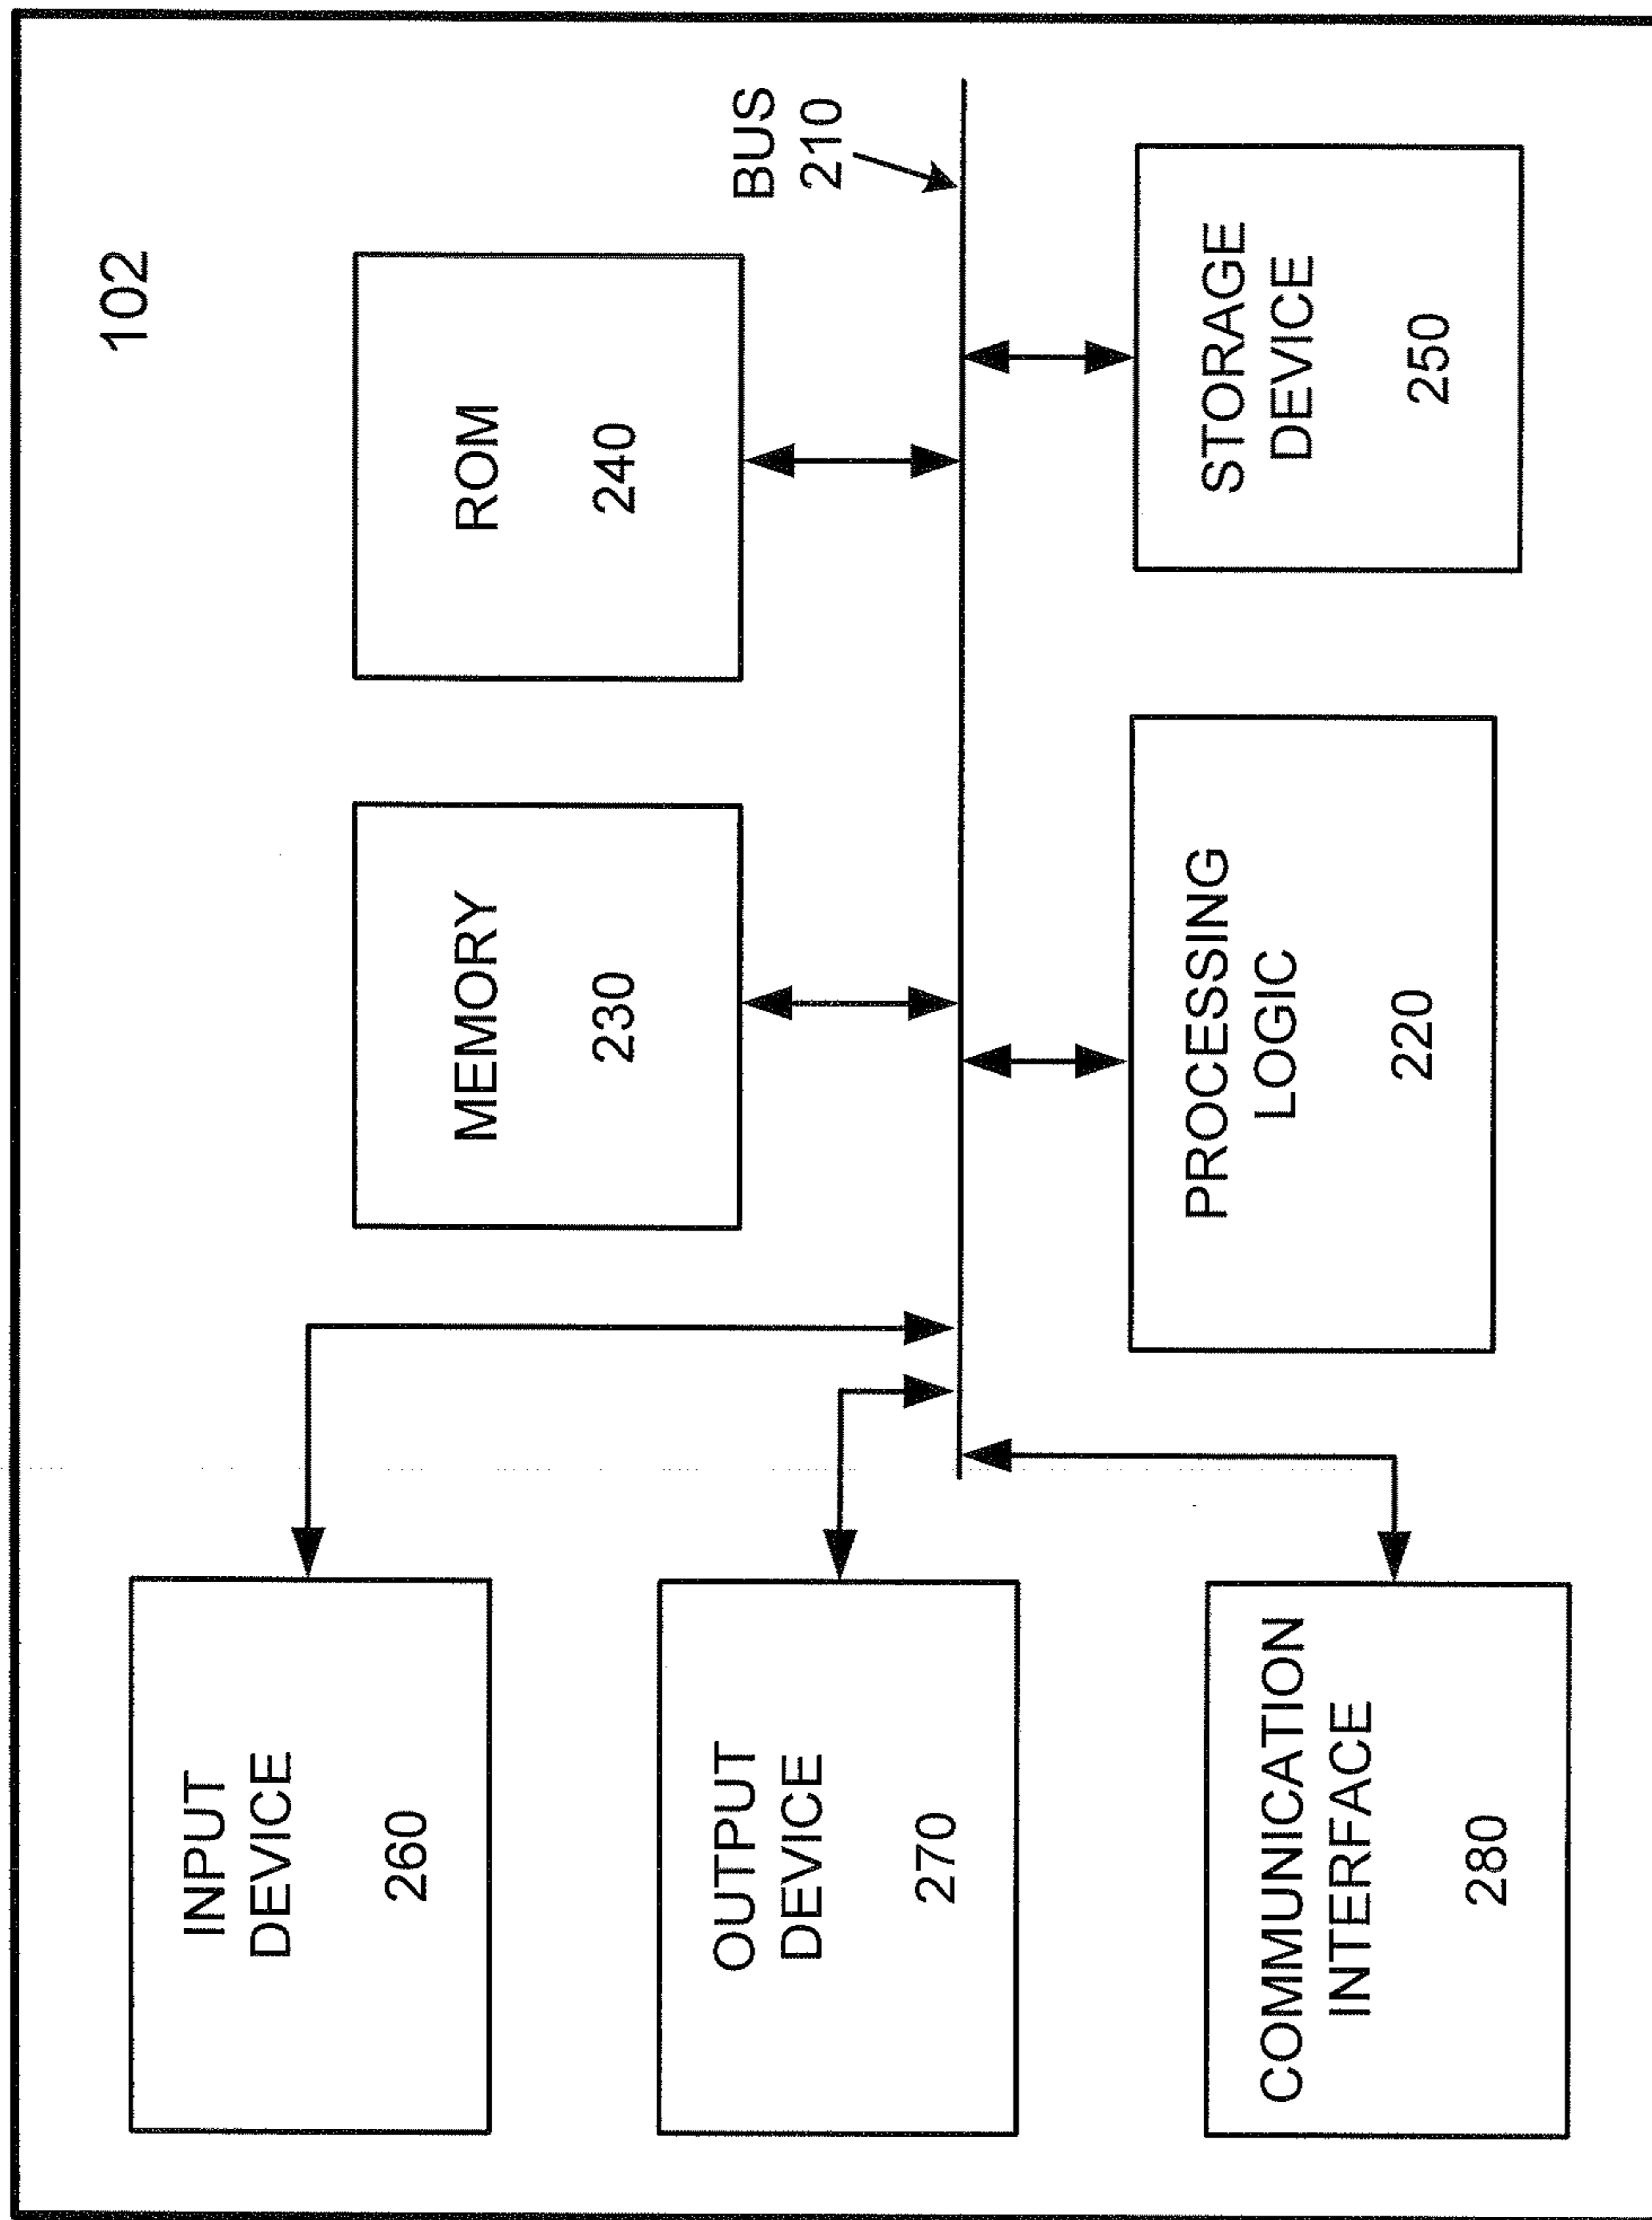 102
INPUT
DEVICE
260
MEMORY
230
ROM
240
OUTPUT
DEVICE
270
BUS
210
COMMUNICATION
INTERFACE
280
PROCESSING
LOGIC
220
STORAGE
DEVICE
250